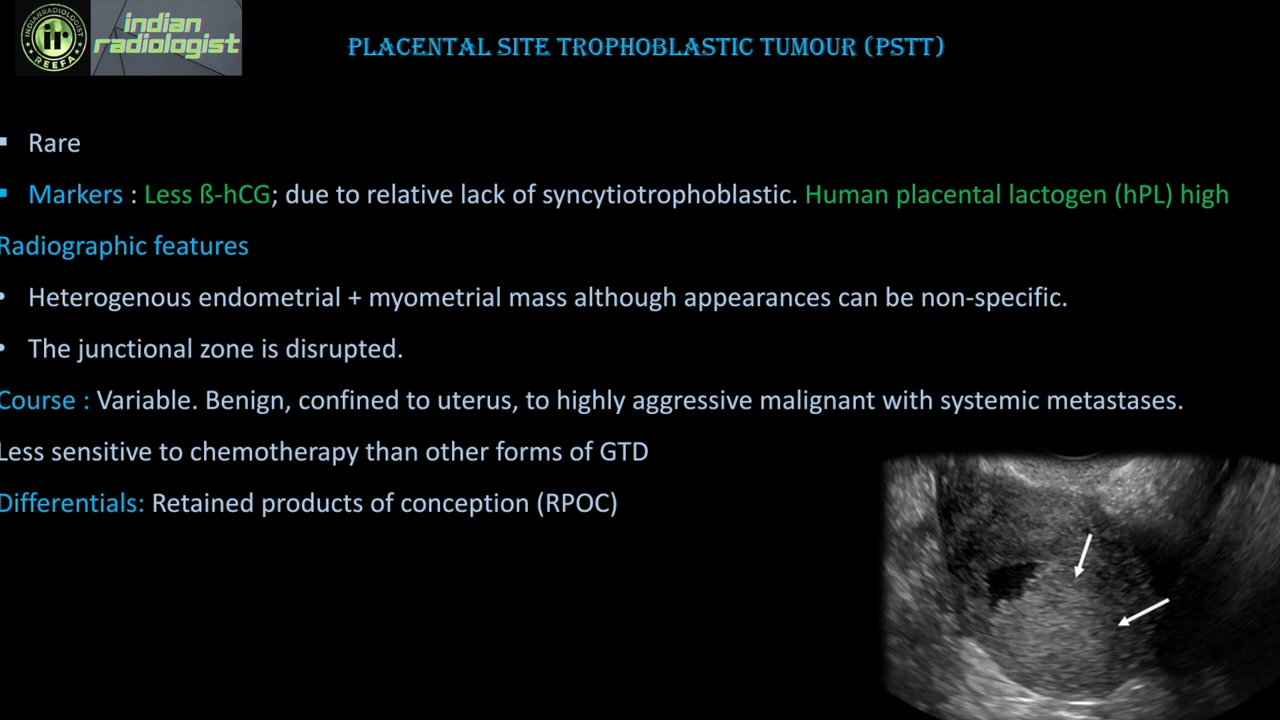 INDIANRADIOLOGIST
ir
REEFA
indian
radiologist
PLACENTAL SITE TROPHOBLASTIC TUMOUR (PSTT)
▪ Rare
▪ Markers : Less ß-hCG; due to relative lack of syncytiotrophoblastic. Human placental lactogen (hPL) high
Radiographic features
• Heterogenous endometrial + myometrial mass although appearances can be non-specific.
• The junctional zone is disrupted.
Course : Variable. Benign, confined to uterus, to highly aggressive malignant with systemic metastases.
Less sensitive to chemotherapy than other forms of GTD
Differentials: Retained products of conception (RPOC)